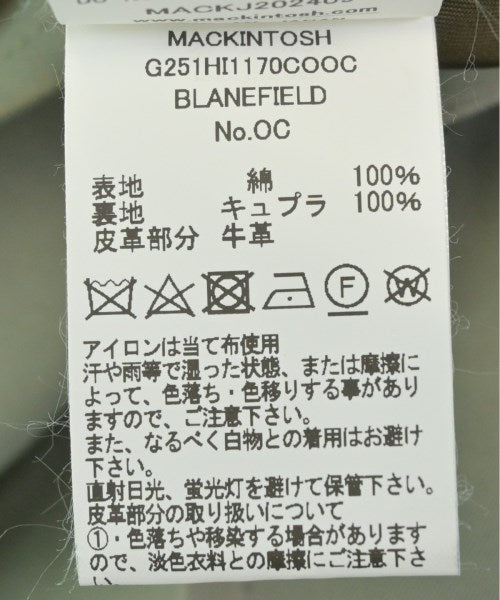 MACKJ202409
www.mackintosh.
MACKINTOSH
G251HI1170COOC
BLANEFIELD
No.OC
表地 綿 100%
裏地 キュプラ 100%
皮革部分 牛革
F W
アイロンは当て布使用
汗や雨等で湿った状態、または摩擦に
よって、色落ち・色移りする事があり
ますので、ご注意下さい。
また、なるべく白物との着用はお避け
下さい。
直射日光、蛍光灯を避けて保管下さい。
皮革部分の取り扱いについて
①・色落ちや移染する場合があります
ので、淡色衣料との摩擦にご注意下さ
い